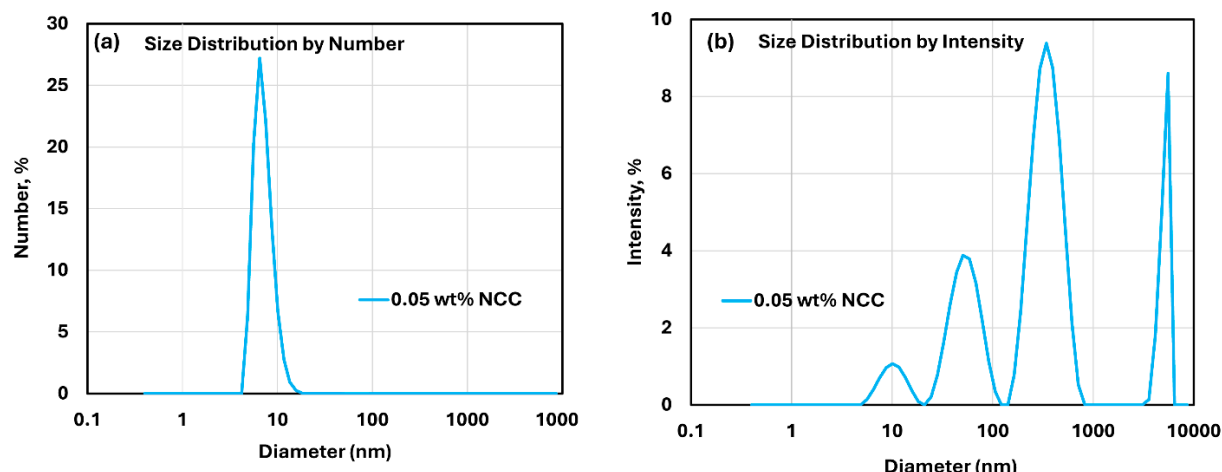 (a) Size Distribution by Number
30
25
20
15
10
5
0
Number, %
0.05 wt% NCC
0.1 1 10 100 1000 1000
Diameter (nm)
(b) Size Distribution by Intensity
10
8
6
4
2
0
Intensity, %
0.05 wt% NCC
0.1 1 10 100 1000 10000
Diameter (nm)